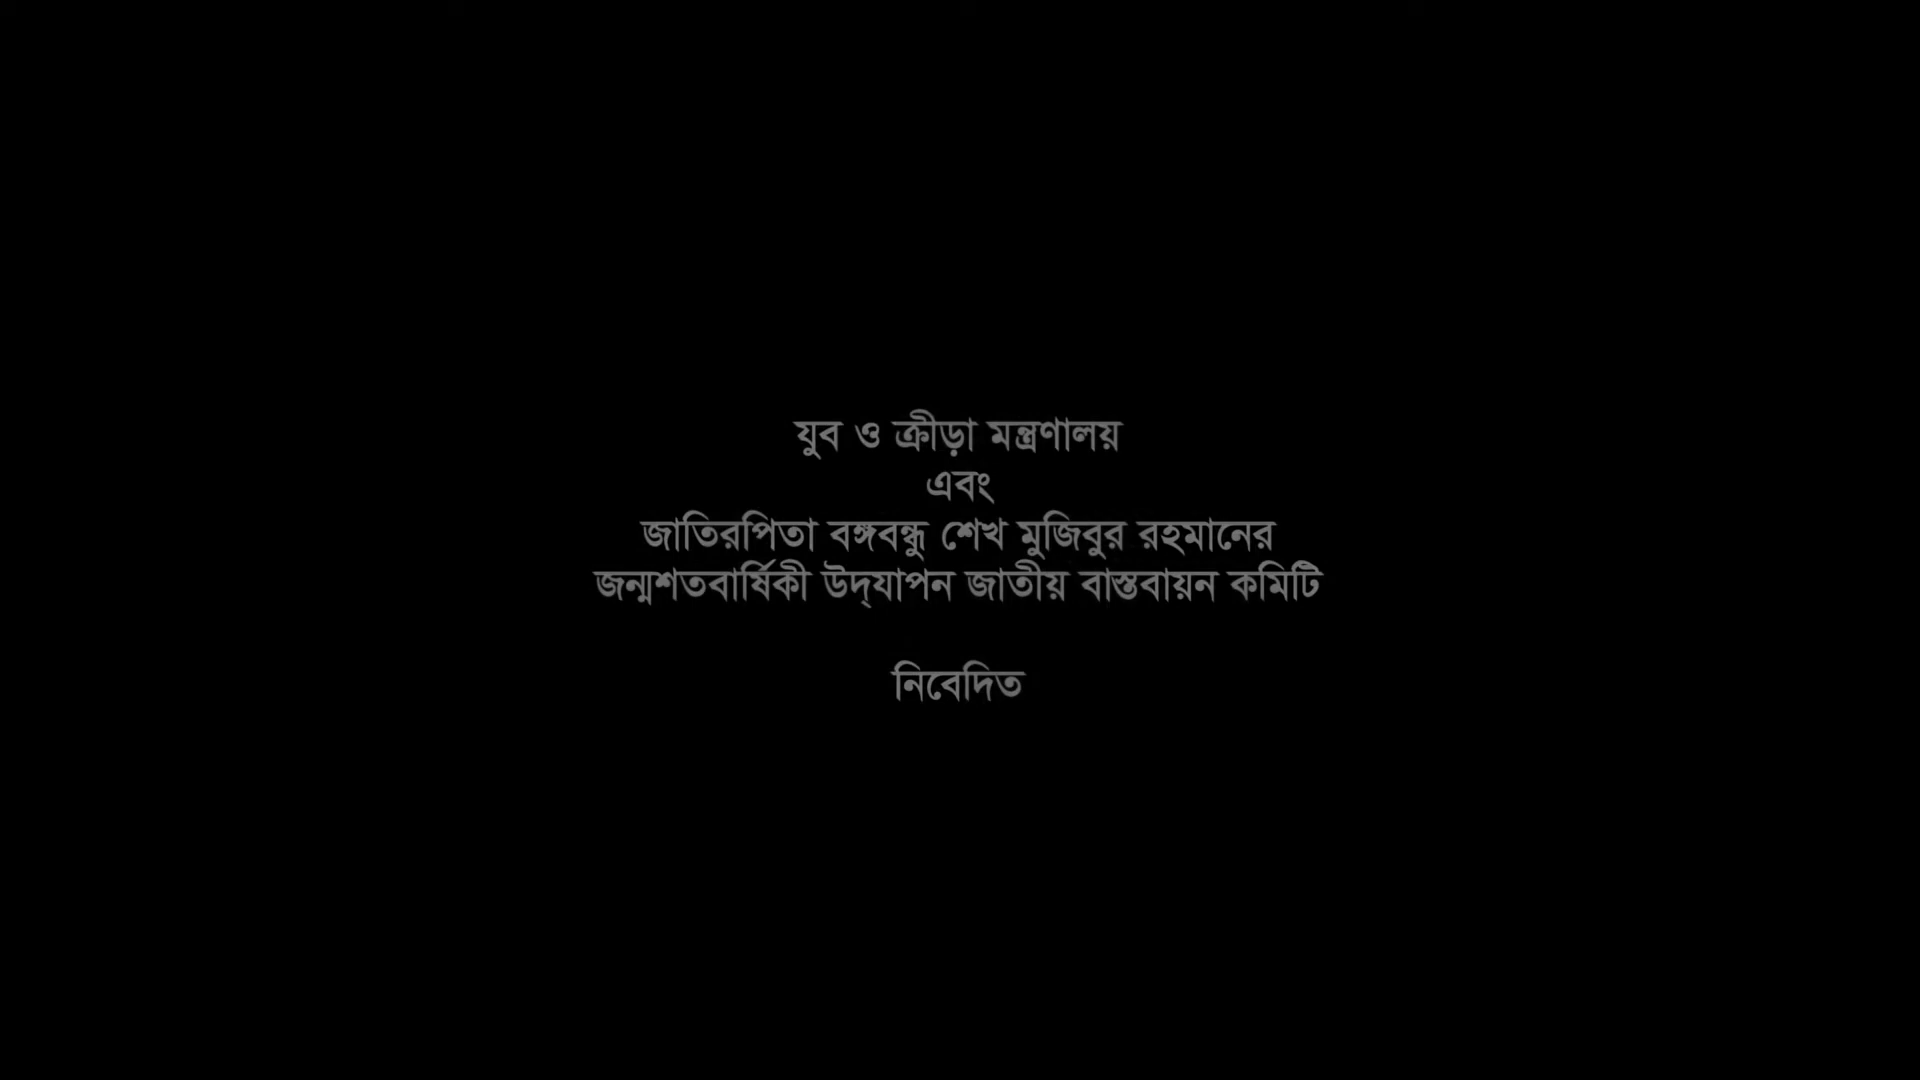 যুব ও ক্রীড়া মন্ত্রণালয়
এবং
জাতিরপিতা বঙ্গবন্ধু শেখ মুজিবুর রহমানের
জন্মশতবার্ষিকী উদ্‌যাপন জাতীয় বাস্তবায়ন কমিটি
নিবেদিত